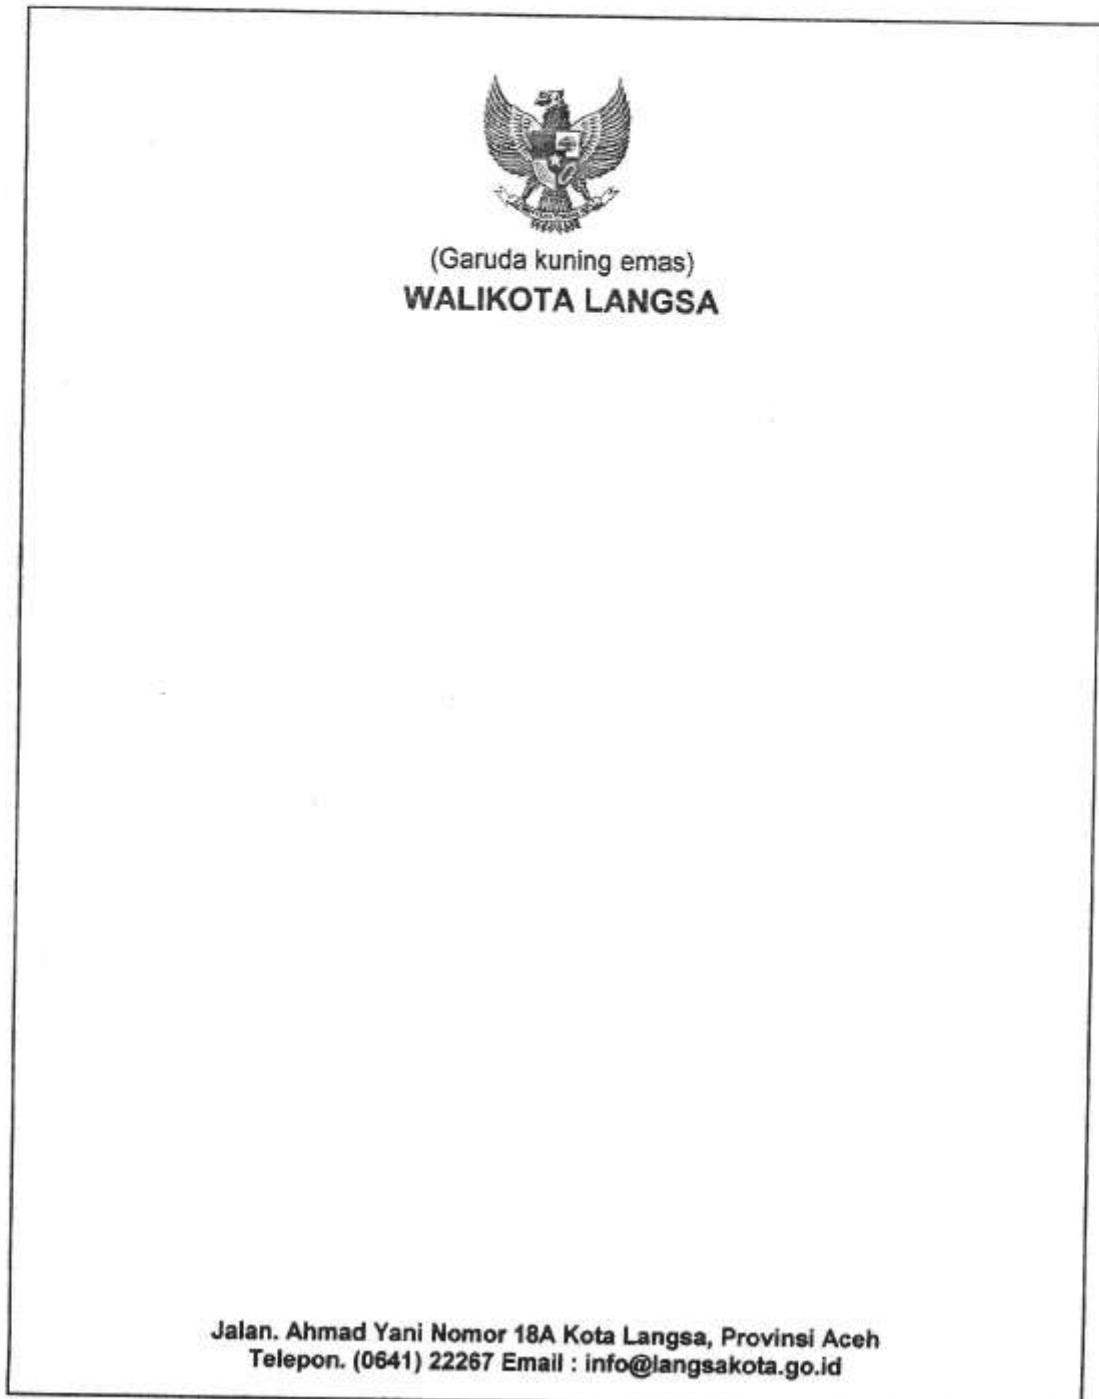 (Garuda kuning emas)
WALIKOTA LANGSA
Jalan. Ahmad Yani Nomor 18A Kota Langsa, Provinsi Aceh
Telepon. (0641) 22267 Email : info@langsakota.go.id